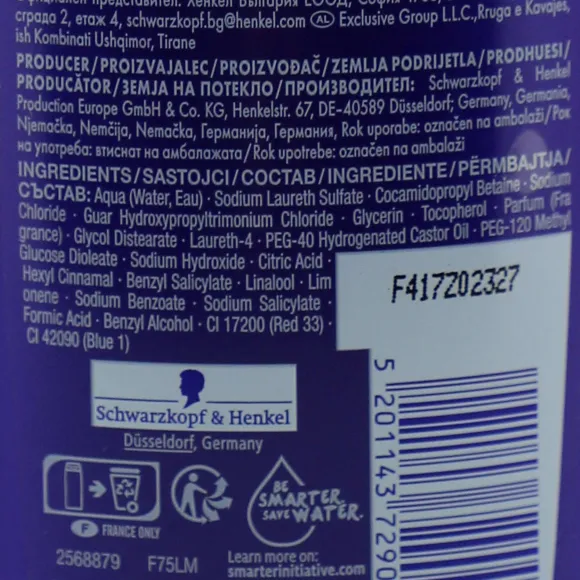 сграда 2, етаж 4, schwarzkopf.bg@henkel.com AL Exclusive Group L.L.C.,Rruga e Kavajes,
ish Kombinati Ushqimor, Tirane
PRODUCER/PROIZVAJALEC/PROIZVOĐAČ/ZEMLJA PODRIJETLA/PRODHUESI/
PRODUCĂTOR/ЗЕМЈА НА ПОТЕКЛО/ПРОИЗВОДИТЕЛ: Schwarzkopf & Henkel
Production Europe GmbH & Co. KG, Henkelstr. 67, DE-40589 Düsseldorf, Germany, Germania,
Njemačka, Nemčija, Nemačka, Германија, Германия, Rok uporabe: označen na ambalaži/Рок
на употреба: втиснат на амбалажата/Rok upotrebe: označen na ambalaži
INGREDIENTS/SASTOJCI/СОСТАВ/INGREDIENTE/PËRMBAJTJA/
СЪСТАВ: Aqua (Water, Eau) · Sodium Laureth Sulfate · Cocamidopropyl Betaine · Sodium
Chloride · Guar Hydroxypropyltrimonium Chloride · Glycerin · Tocopherol · Parfum (Fra
grance) · Glycol Distearate · Laureth-4 · PEG-40 Hydrogenated Castor Oil · PEG-120 Methyl
Glucose Dioleate · Sodium Hydroxide · Citric Acid ·
Hexyl Cinnamal · Benzyl Salicylate · Linalool · Lim
onene · Sodium Benzoate · Sodium Salicylate ·
Formic Acid · Benzyl Alcohol · CI 17200 (Red 33) ·
CI 42090 (Blue 1)
F417Z02327
5 201143 7290
Schwarzkopf & Henkel
Düsseldorf, Germany
BE SMARTER
SAVE WATER.
F FRANCE ONLY
2568879 F75LM
Learn more on:
smarterinitiative.com